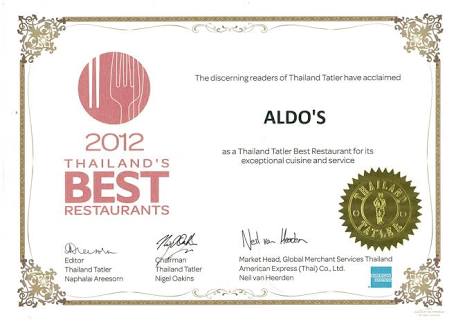 The discerning readers of Thailand Tatler have acclaimed
ALDO'S
as a Thailand Tatler Best Restaurant for its
exceptional cuisine and service
2012
THAILAND'S
BEST
RESTAURANTS
THAILAND
TATLER
Neil van Heerden
Editor
Thailand Tatler
Naphalai Areesorn
Chairman
Thailand Tatler
Nigel Oakins
Market Head, Global Merchant Services Thailand
American Express (Thai) Co., Ltd.
Neil van Heerden
AMERICAN
EXPRESS